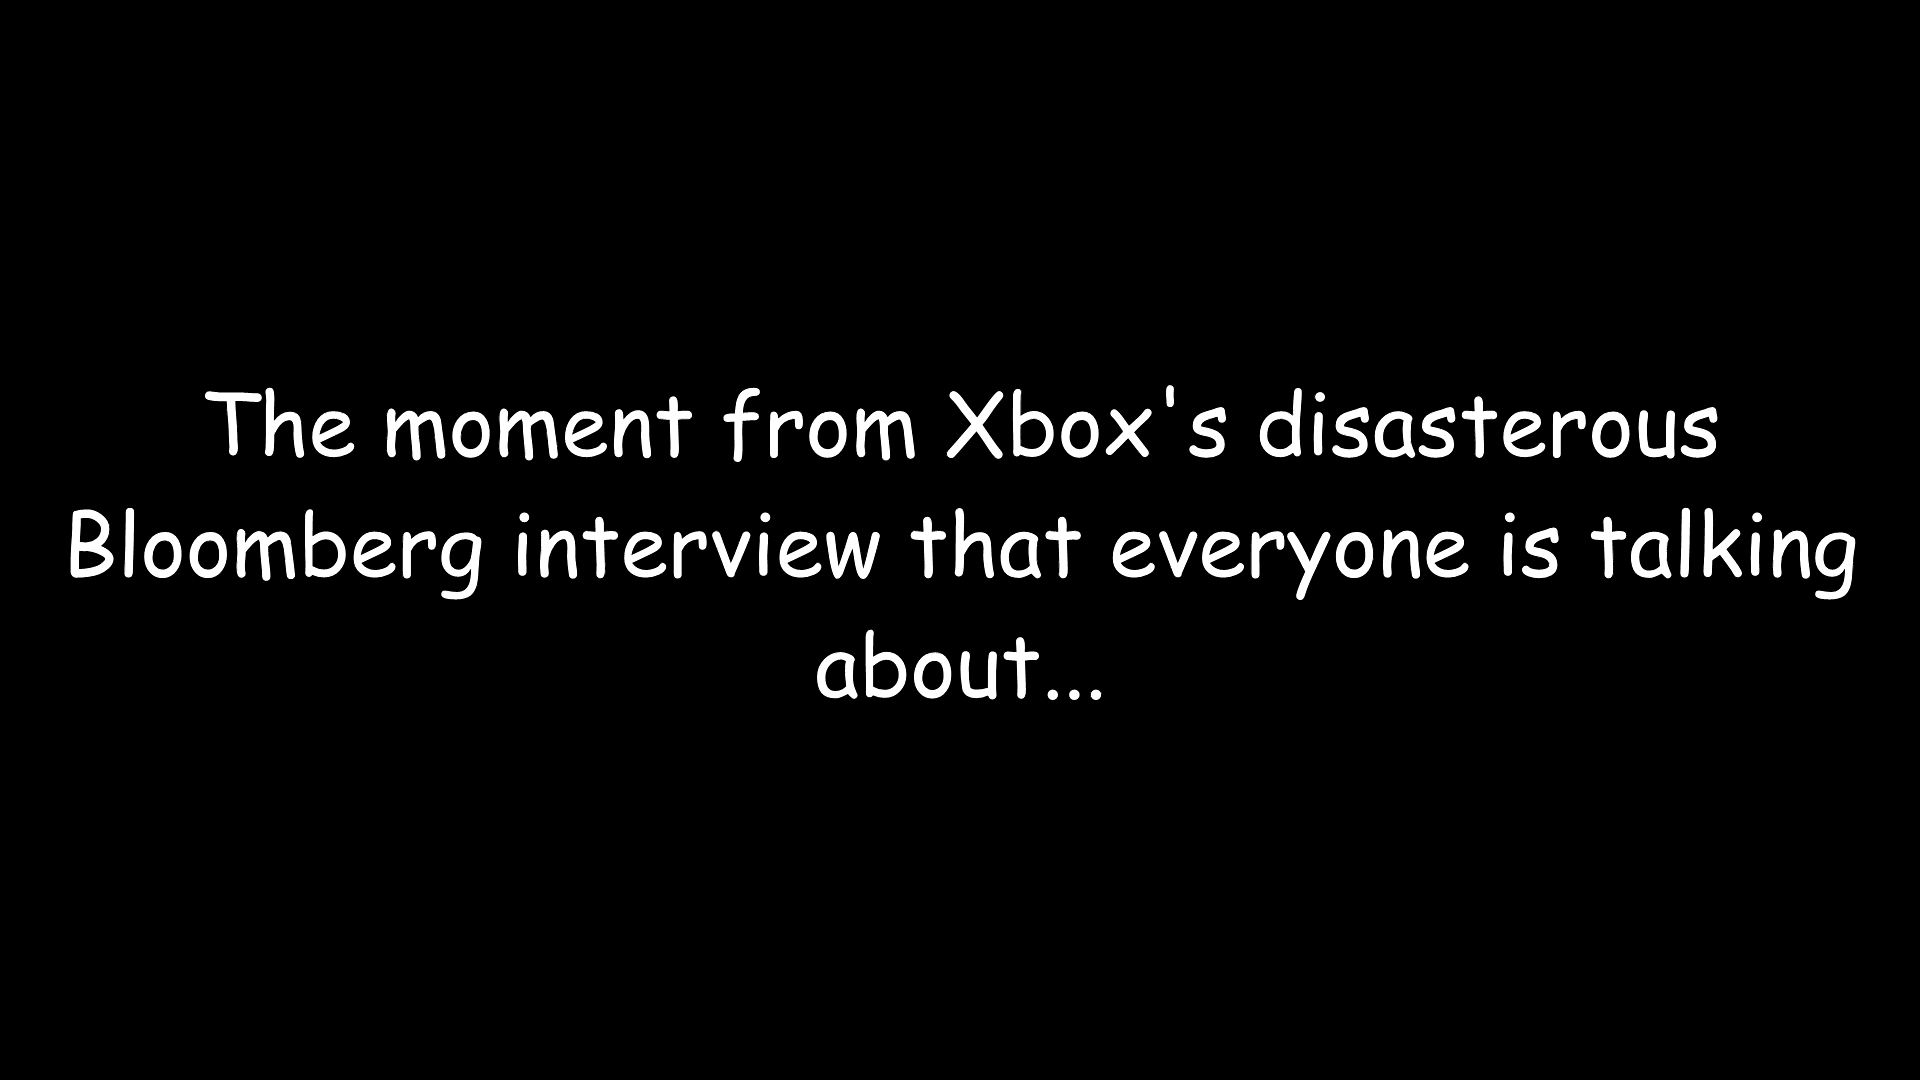 The moment from Xbox's disasterous
Bloomberg interview that everyone is talking
about...